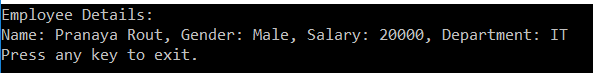 Employee Details:
Name: Pranaya Rout, Gender: Male, Salary: 20000, Department: IT
Press any key to exit.